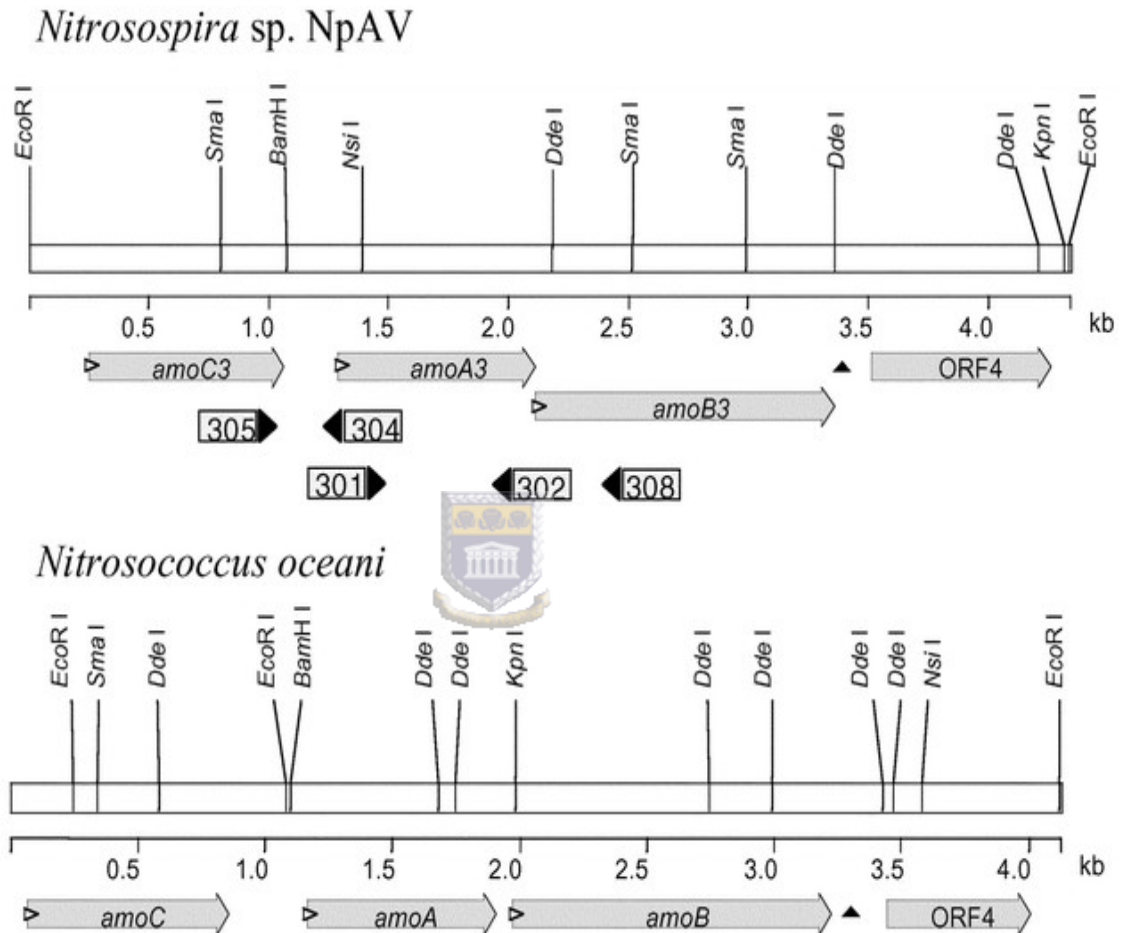 Nitrosospira sp. NpAV
EcoR I Sma I BamH I Nsi I Dde I Sma I Sma I Dde I Dde I Kpn I EcoR I
0.5 1.0 1.5 2.0 2.5 3.0 3.5 4.0 kb
amoC3 amoA3 ORF4
amoB3
305 304
301 302 308
Nitrosococcus oceani
EcoR I Sma I Dde I EcoR I BamH I Dde I Dde I Kpn I Dde I Dde I Dde I Dde I Nsi I EcoR I
0.5 1.0 1.5 2.0 2.5 3.0 3.5 4.0 kb
amoC amoA amoB ORF4